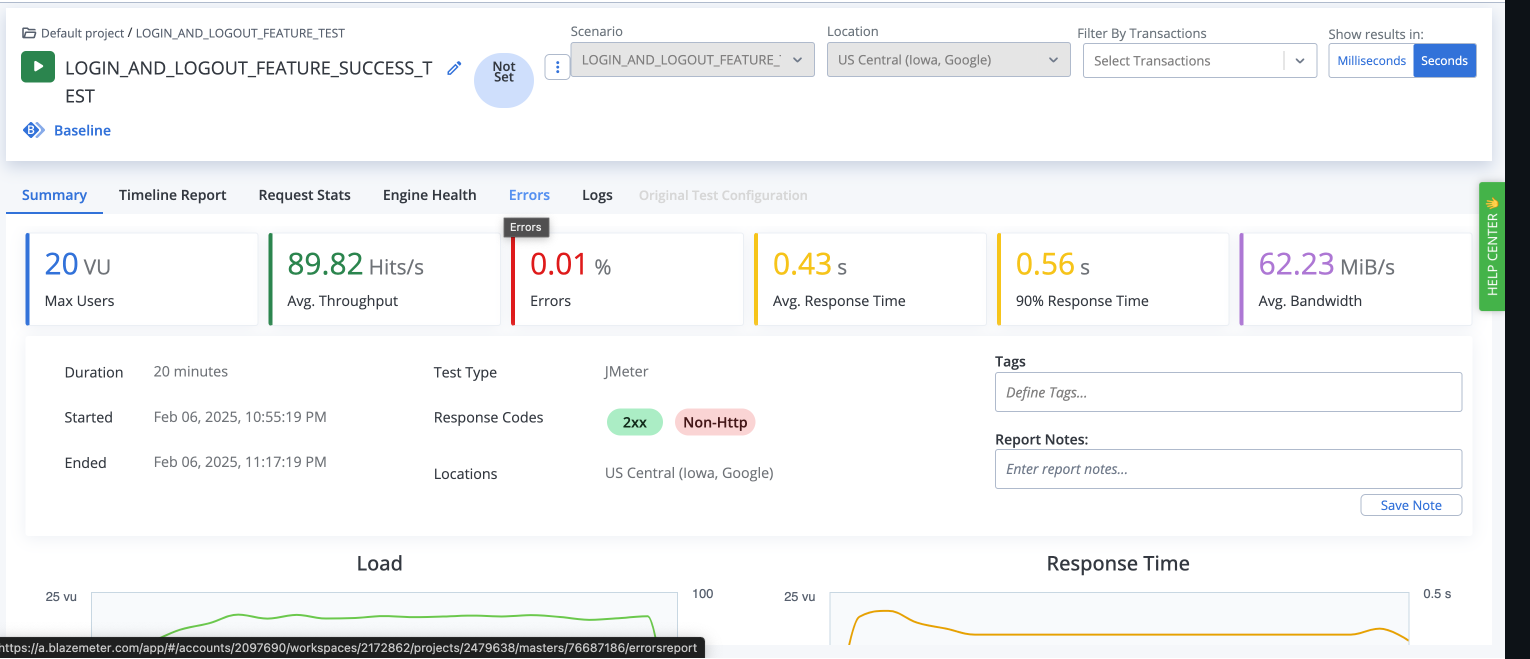 Default project / LOGIN_AND_LOGOUT_FEATURE_TEST
LOGIN_AND_LOGOUT_FEATURE_SUCCESS_T
EST
Not
Set
Baseline
Scenario
LOGIN_AND_LOGOUT_FEATURE_
Location
US Central (Iowa, Google)
Filter By Transactions
Select Transactions
Show results in:
Milliseconds
Seconds
Summary
Timeline Report
Request Stats
Engine Health
Errors
Logs
Original Test Configuration
Errors
HELP CENTER 👋
20 VU
Max Users
89.82 Hits/s
Avg. Throughput
0.01 %
Errors
0.43 s
Avg. Response Time
0.56 s
90% Response Time
62.23 MiB/s
Avg. Bandwidth
Duration
20 minutes
Started
Feb 06, 2025, 10:55:19 PM
Ended
Feb 06, 2025, 11:17:19 PM
Test Type
JMeter
Response Codes
2xx
Non-Http
Locations
US Central (Iowa, Google)
Tags
Define Tags...
Report Notes:
Enter report notes...
Save Note
Load
25 vu
100
Response Time
25 vu
0.5 s
https://a.blazemeter.com/app/#/accounts/2097690/workspaces/2172862/projects/2479638/masters/76687186/errorsreport